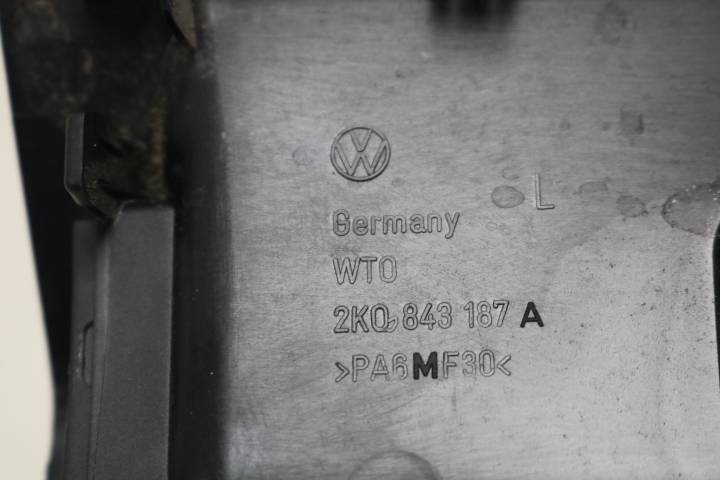 L
Germany
WTO
2K0 843 187 A
>PA6MF30<